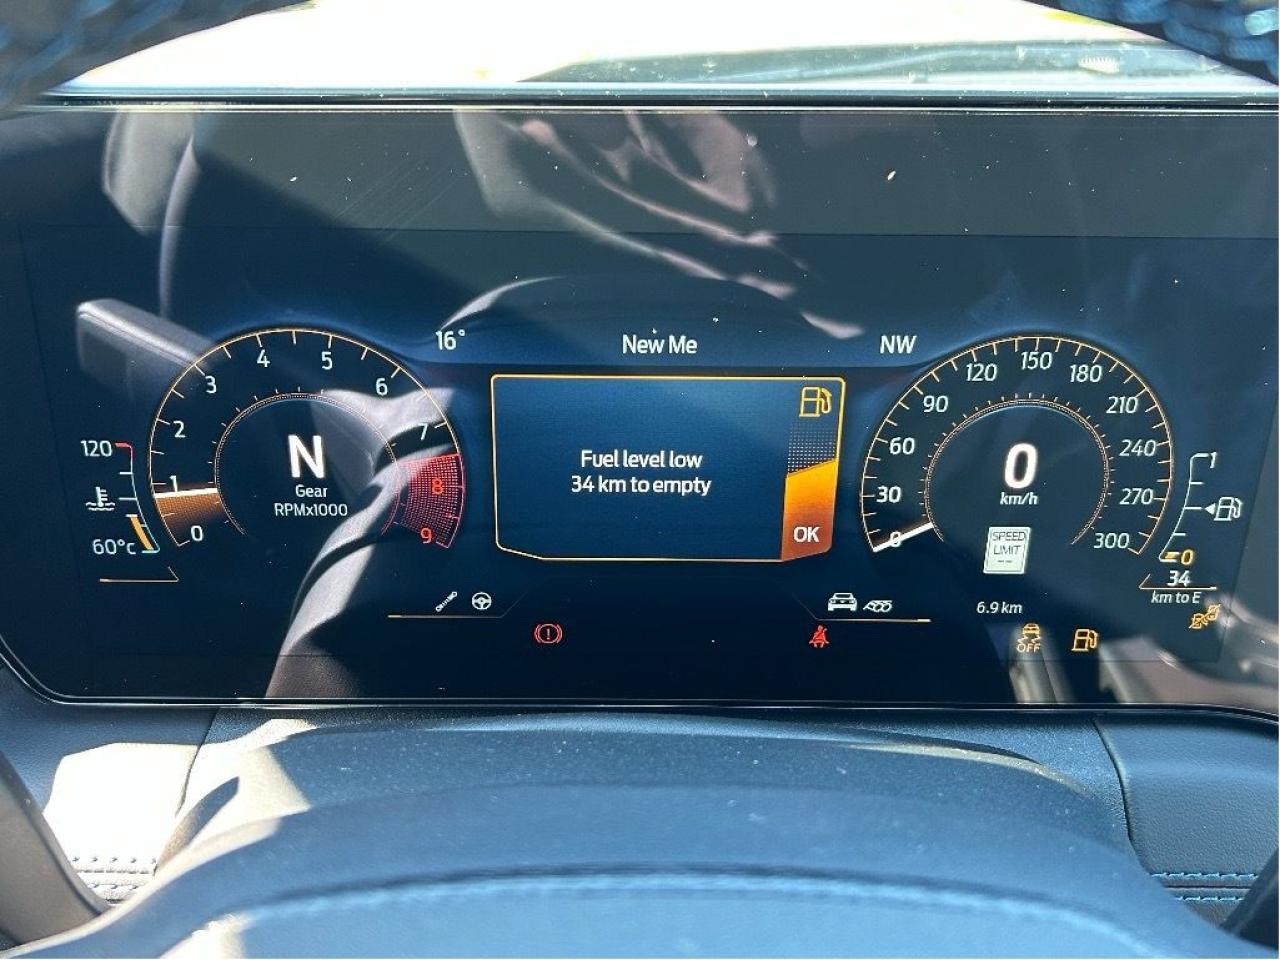 16°
New Me
NW
0
1
2
3
4
5
6
7
8
9
N
Gear
RPMx1000
120
60°c
Fuel level low
34 km to empty
OK
0
30
60
90
120
150
180
210
240
270
300
0
km/h
SPEED
LIMIT
--
1
0
34
km to E
6.9 km
OFF